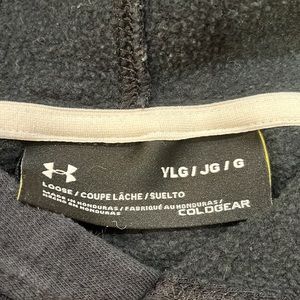 YLG / JG / G
LOOSE / COUPE LÂCHE / SUELTO
MADE IN HONDURAS / FABRIQUÉ AU HONDURAS /
HECHO EN HONDURAS
COLDGEAR